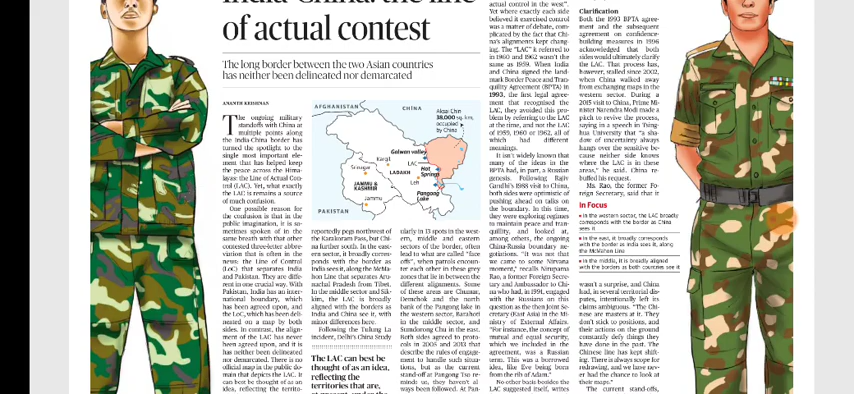 India-China: the line
of actual contest
The long border between the two Asian countries
has neither been delineated nor demarcated
ANANTH KRISHNAN
The ongoing military
standoffs with China at
multiple points along
the India-China border has
turned the spotlight to the
single most important ele-
ment that has helped keep
the peace across the Hima-
layas: the Line of Actual Con-
trol (LAC). Yet, what exactly
the LAC is remains a source
of much confusion.
One possible reason for
the confusion is that in the
public imagination, it is so-
metimes spoken of in the
same breath with that other
contested three-letter abbre-
viation that is often in the
news: the Line of Control
(LoC) that separates India
and Pakistan. They are diffe-
rent in one crucial way. With
Pakistan, India has an inter-
national boundary, which
has been agreed upon, and
the LoC, which has been deli-
neated on a map by both
sides. In contrast, the align-
ment of the LAC has never
been agreed upon, and it
has neither been delineated
nor demarcated. There is no
official map in the public do-
main that depicts the LAC. It
can best be thought of as an
idea, reflecting the territo-
AFGHANISTAN
CHINA
Aksai Chin
38,000 sq. km.
occupied
by China
Galwan valley
Kargil
LAC
Srinagar
Hot
Springs
LADAKH
Leh
JAMMU &
KASHMIR
Pangong
Lake
Jammu
PAKISTAN
reportedly pegs northwest of
the Karakoram Pass, but Chi-
na further south. In the eas-
tern sector, it broadly corres-
ponds with the border as
India sees it, along the McMa-
hon Line that separates Aru-
nachal Pradesh from Tibet.
In the middle sector and Sik-
kim, the LAC is broadly
aligned with the borders as
India and China see it, with
minor differences here.
Following the Tulung La
incident, Delhi's China Study
The LAC can best be
thought of as an idea,
reflecting the
territories that are,
at present, under the
ularly in 13 spots in the wes-
tern, middle and eastern
sectors of the border, often
lead to what are called "face
offs", when patrols encoun-
ter each other in these grey
zones that lie in between the
different alignments. Some
of these areas are Chumar,
Demchok and the north
bank of the Pangong lake in
the western sector, Barahoti
in the middle sector, and
Sumdorong Chu in the east.
Both sides agreed to proto-
cols in 2005 and 2013 that
describe the rules of engage-
ment to handle such situa-
tions, but as the current
stand-off at Pangong Tso re-
minds us, they haven't al-
ways been followed. At Pan-
actual control in the west".
Yet where exactly each side
believed it exercised control
was a matter of debate, com-
plicated by the fact that Chi-
na's alignments kept chang-
ing. The "LAC" it referred to
in 1960 and 1962 wasn't the
same as 1959. When India
and China signed the land-
mark Border Peace and Tran-
quility Agreement (BPTA) in
1993, the first legal agree-
ment that recognised the
LAC, they avoided this pro-
blem by referring to the LAC
at the time, and not the LAC
of 1959, 1960 or 1962, all of
which had different
meanings.
It isn't widely known that
many of the ideas in the
BPTA had, in part, a Russian
genesis. Following Rajiv
Gandhi's 1988 visit to China,
both sides were optimistic of
pushing ahead on talks on
the boundary. In this time,
they were exploring regimes
to maintain peace and tran-
quility, and looked at,
among others, the ongoing
China-Russia boundary ne-
gotiations. "It was not that
we came to some Nirvana
moment," recalls Nirupama
Rao, a former Foreign Secre-
tary and Ambassador to Chi-
na who had, in 1991, engaged
with the Russians on this
question as the then Joint Se-
cretary (East Asia) in the Mi-
nistry of External Affairs.
"For instance, the concept of
mutual and equal security,
which we included in the
agreement, was a Russian
term. This was a borrowed
idea, like Eve being born
from the rib of Adam."
No other basis besides the
LAC suggested itself, writes
Clarification
Both the 1993 BPTA agree-
ment and the subsequent
agreement on confidence-
building measures in 1996
acknowledged that both
sides would ultimately clarify
the LAC. That process has,
however, stalled since 2002,
when China walked away
from exchanging maps in the
western sector. During a
2015 visit to China, Prime Mi-
nister Narendra Modi made a
pitch to revive the process,
saying in a speech in Tsing-
hua University that "a sha-
dow of uncertainty always
hangs over the sensitive be-
cause neither side knows
where the LAC is in these
areas," he said. China re-
buffed his request.
Ms. Rao, the former Fo-
reign Secretary, said that it
In Focus
In the western sector, the LAC broadly
corresponds with the border as China
sees it
In the east, it broadly corresponds
with the border as India sees it, along
the McMahon Line
In the middle, it is broadly aligned
with the borders as both countries see it
wasn't a surprise, and China
had, in several territorial dis-
putes, intentionally left its
claims ambiguous. "The Chi-
nese are masters at it. They
don't stick to positions, and
their actions on the ground
constantly defy things they
have done in the past. The
Chinese line has kept shift-
ing. There is always scope for
redrawing, and we have nev-
er had the chance to look at
their maps."
The current stand-offs,